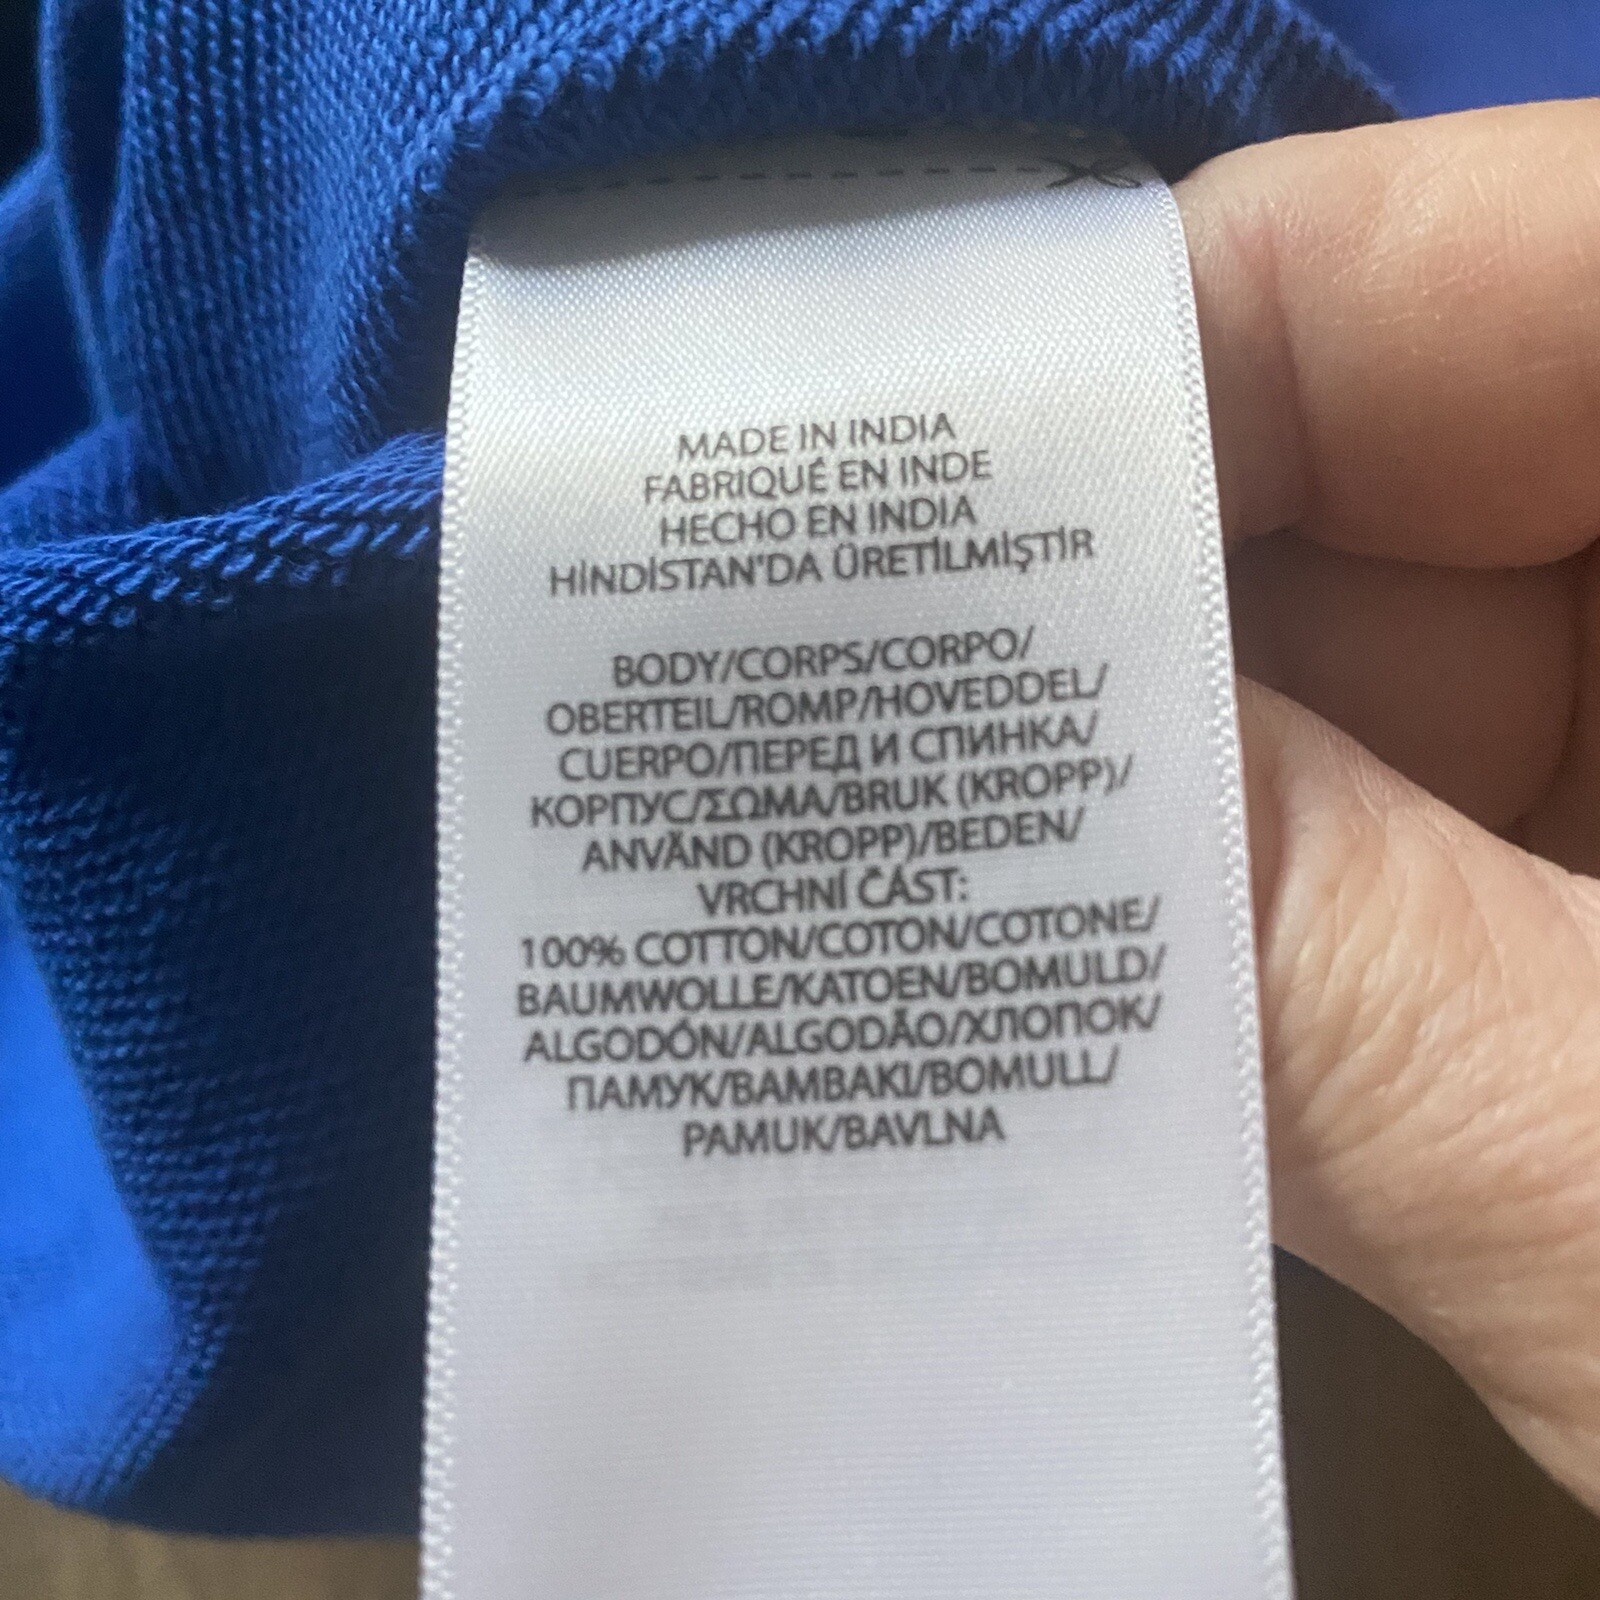 MADE IN INDIA
FABRIQUÉ EN INDE
HECHO EN INDIA
HİNDİSTAN'DA ÜRETİLMİŞTİR
BODY/CORPS/CORPO/
OBERTEIL/ROMP/HOVEDDEL/
CUERPO/ПЕРЕД И СПИНКА/
КОРПУС/ΣΩΜΑ/BRUK (KROPP)/
ANVÄND (KROPP)/BEDEN/
VRCHNÍ ČÁST:
100% COTTON/COTON/COTONE/
BAUMWOLLE/KATOEN/BOMULD/
ALGODÓN/ALGODÃO/ХЛОПОК/
ПАМУК/ΒΑΜΒΑΚΙ/BOMULL/
PAMUK/BAVLNA